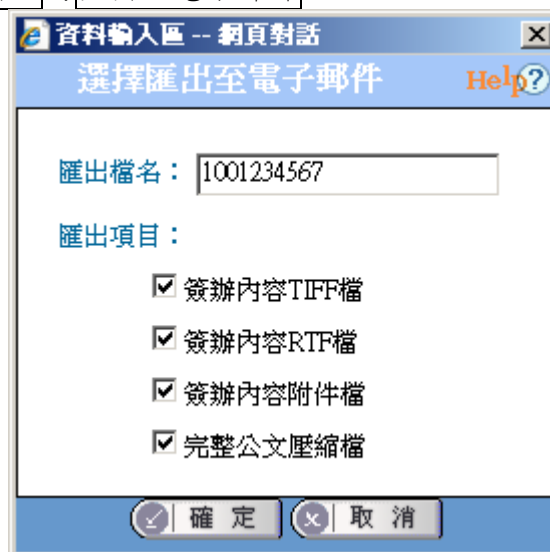 資料輸入區 -- 網頁對話
選擇匯出至電子郵件 Help?
匯出檔名： 1001234567
匯出項目：
簽辦內容TIFF檔
簽辦內容RTF檔
簽辦內容附件檔
完整公文壓縮檔
確定 取消